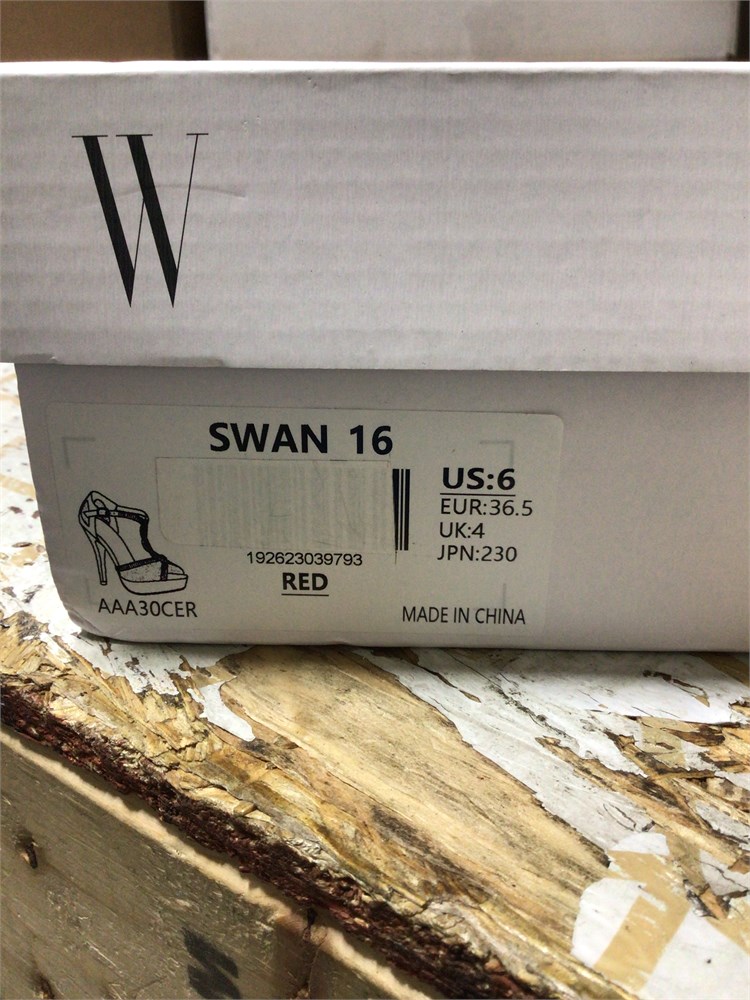 W
SWAN 16
US:6
EUR:36.5
UK:4
JPN:230
192623039793
RED
AAA30CER
MADE IN CHINA